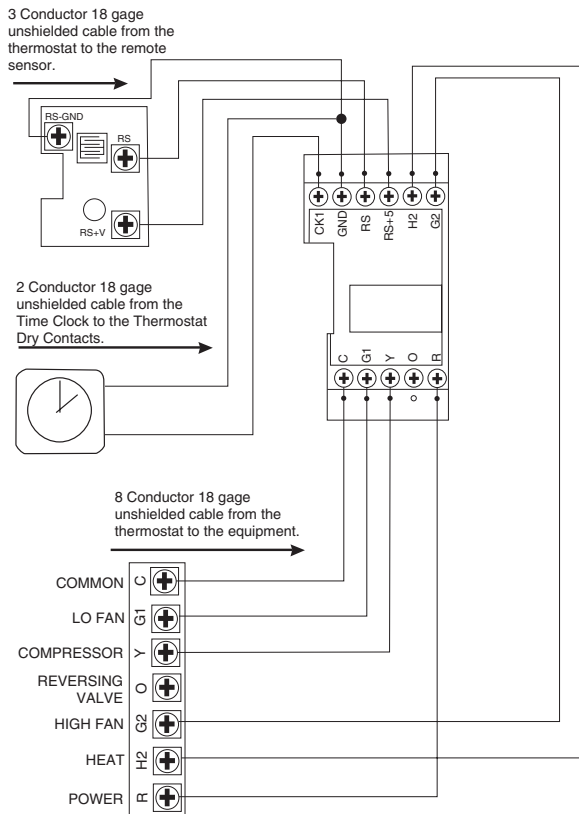 3 Conductor 18 gage
unshielded cable from the
thermostat to the remote
sensor.
RS-GND
RS
RS+V
CK1
GND
RS
RS+5
H2
G2
2 Conductor 18 gage
unshielded cable from the
Time Clock to the Thermostat
Dry Contacts.
C
G1
Y
O
R
8 Conductor 18 gage
unshielded cable from the
thermostat to the equipment.
COMMON C
LO FAN G1
COMPRESSOR Y
REVERSING
VALVE O
HIGH FAN G2
HEAT H2
POWER R